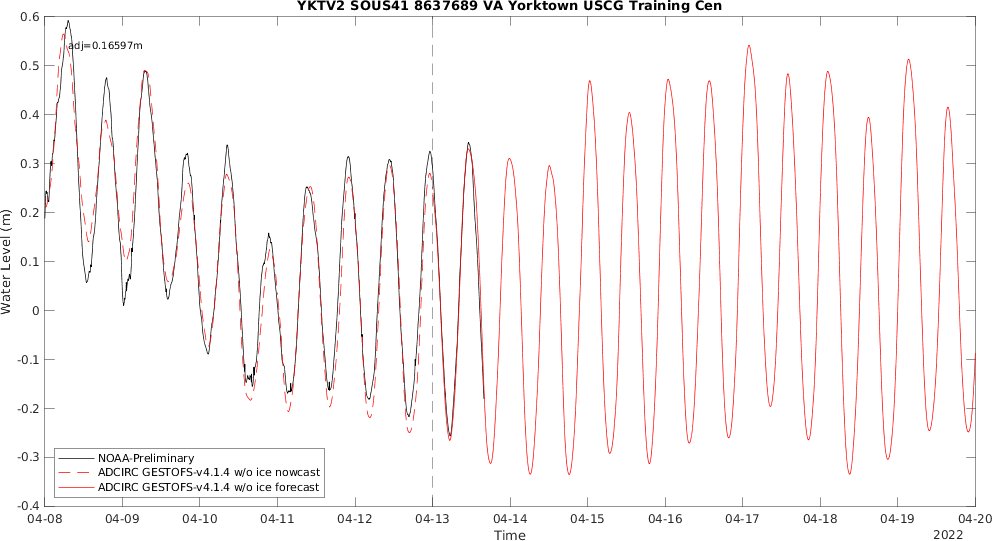 YKTV2 SOUS41 8637689 VA Yorktown USCG Training Cen
adj=0.16597m
0.6
0.5
0.4
0.3
0.2
0.1
0
-0.1
-0.2
-0.3
-0.4
Water Level (m)
NOAA-Preliminary
ADCIRC GESTOFS-v4.1.4 w/o ice nowcast
ADCIRC GESTOFS-v4.1.4 w/o ice forecast
04-08 04-09 04-10 04-11 04-12 04-13 04-14 04-15 04-16 04-17 04-18 04-19 04-20
Time
2022